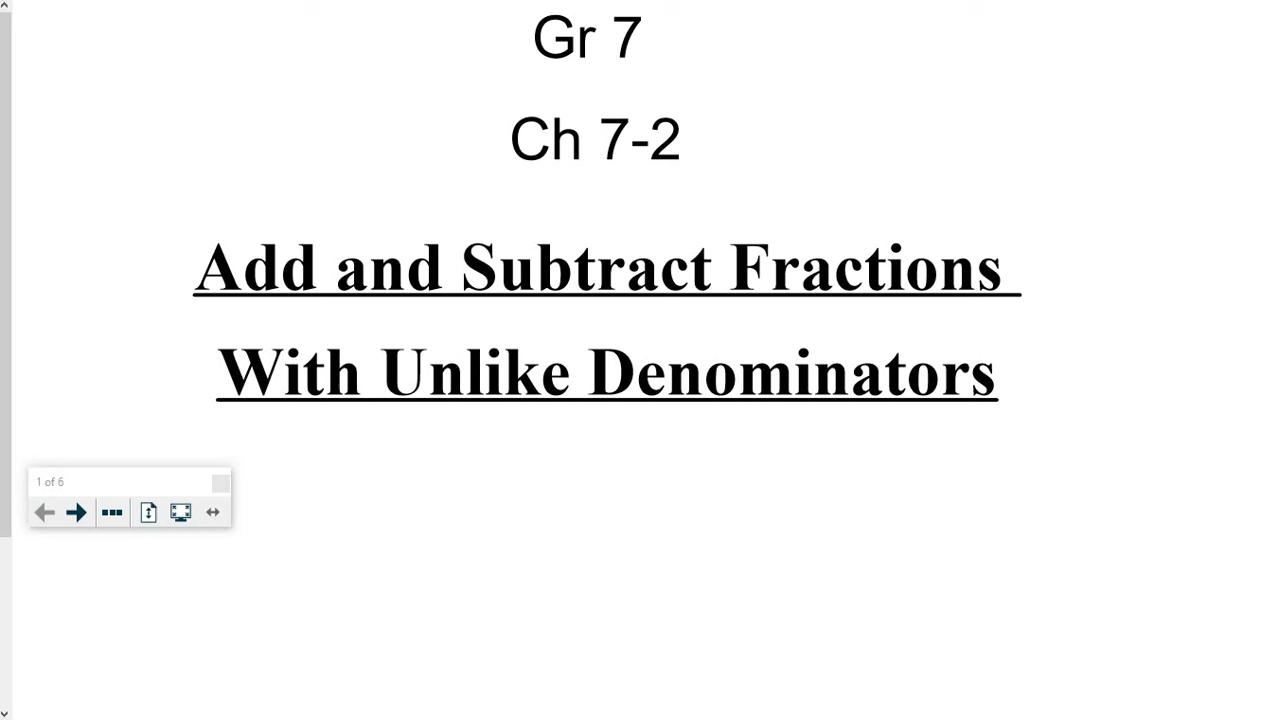 Gr 7
Ch 7-2
Add and Subtract Fractions
With Unlike Denominators
1 of 6